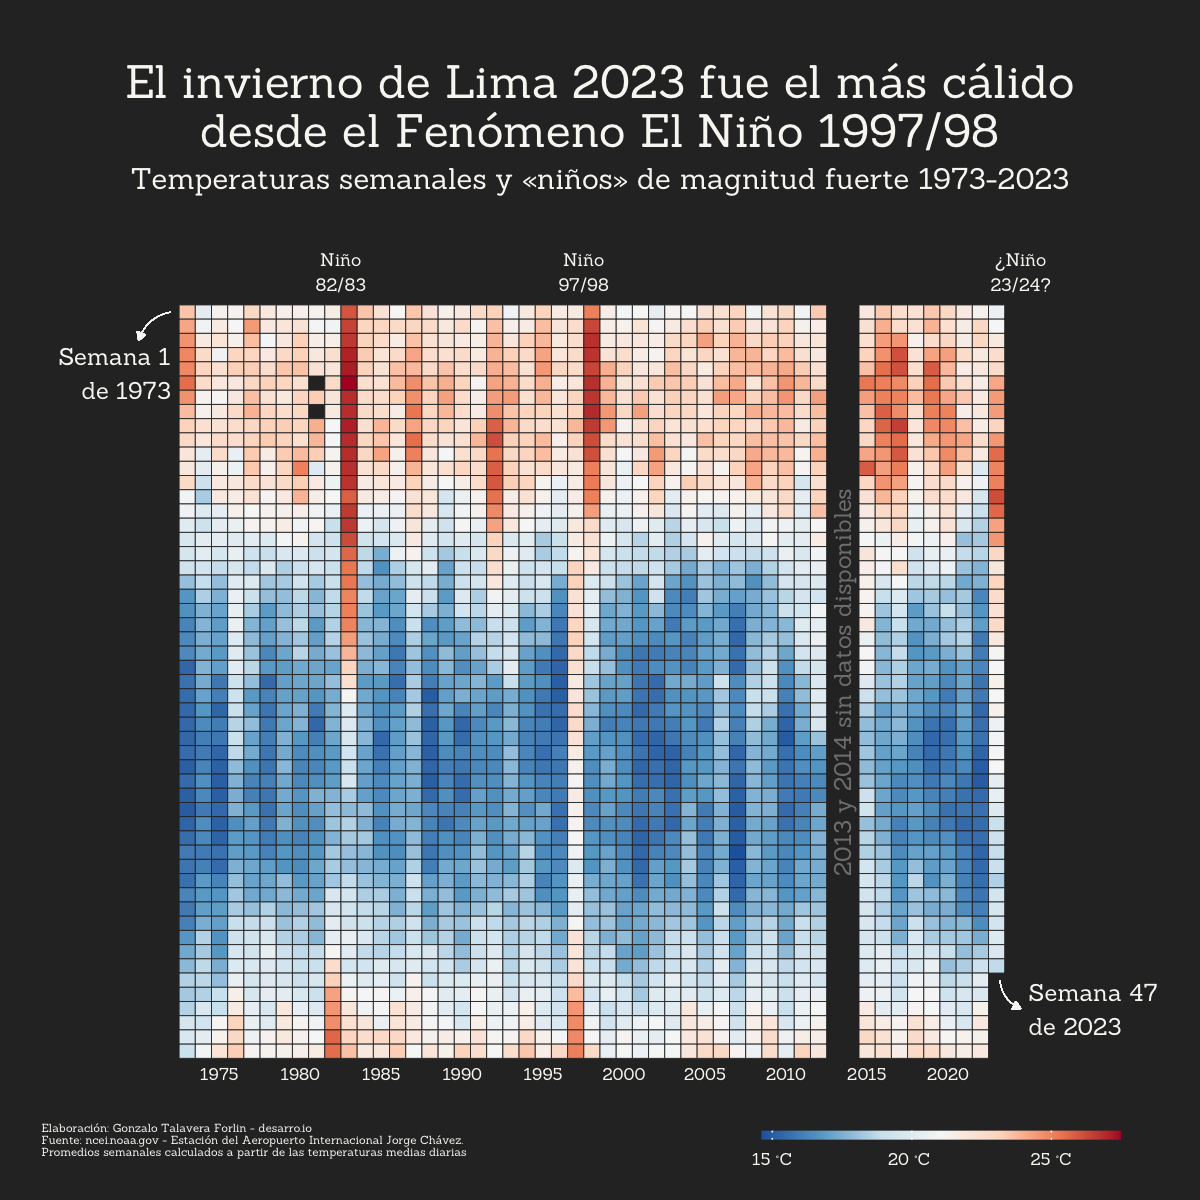 El invierno de Lima 2023 fue el más cálido
desde el Fenómeno El Niño 1997/98
Temperaturas semanales y «niños» de magnitud fuerte 1973-2023
Niño
82/83
Niño
97/98
¿Niño
23/24?
Semana 1
de 1973
2013 y 2014 sin datos disponibles
Semana 47
de 2023
1975 1980 1985 1990 1995 2000 2005 2010 2015 2020
Elaboración: Gonzalo Talavera Forlin - desarro.io
Fuente: ncei.noaa.gov - Estación del Aeropuerto Internacional Jorge Chávez.
Promedios semanales calculados a partir de las temperaturas medias diarias
15 °C 20 °C 25 °C